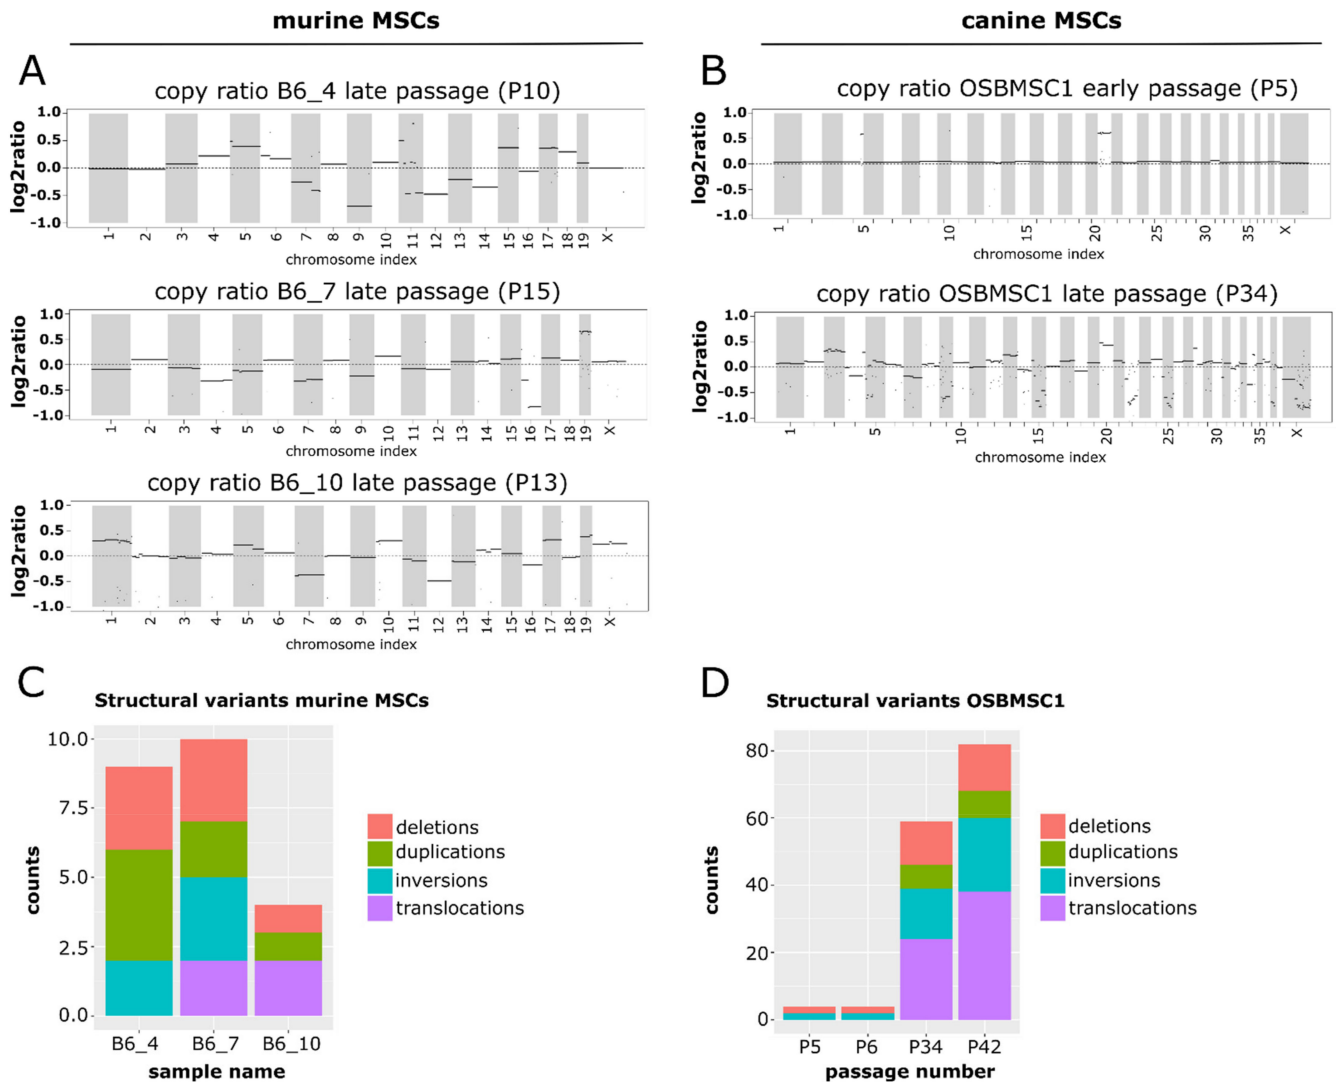 murine MSCs
canine MSCs
A
copy ratio B6_4 late passage (P10)
1.0
0.5
0.0
-0.5
-1.0
log2ratio
1 2 3 4 5 6 7 8 9 10 11 12 13 14 15 16 17 18 19 X
chromosome index
copy ratio B6_7 late passage (P15)
1.0
0.5
0.0
-0.5
-1.0
log2ratio
1 2 3 4 5 6 7 8 9 10 11 12 13 14 15 16 17 18 19 X
chromosome index
copy ratio B6_10 late passage (P13)
1.0
0.5
0.0
-0.5
-1.0
log2ratio
1 2 3 4 5 6 7 8 9 10 11 12 13 14 15 16 17 18 19 X
chromosome index
B
copy ratio OSBMSC1 early passage (P5)
1.0
0.5
0.0
-0.5
-1.0
log2ratio
1 5 10 15 20 25 30 35 X
chromosome index
copy ratio OSBMSC1 late passage (P34)
1.0
0.5
0.0
-0.5
-1.0
log2ratio
1 5 10 15 20 25 30 35 X
chromosome index
C
Structural variants murine MSCs
10.0
7.5
5.0
2.5
0.0
counts
B6_4 B6_7 B6_10
sample name
deletions
duplications
inversions
translocations
D
Structural variants OSBMSC1
80
60
40
20
0
counts
P5 P6 P34 P42
passage number
deletions
duplications
inversions
translocations